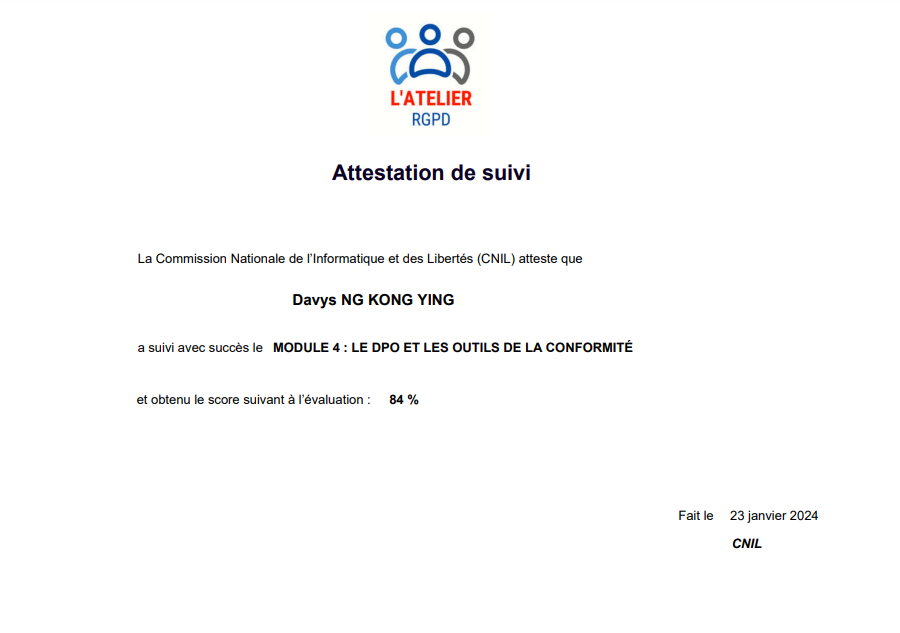 L'ATELIER
RGPD
Attestation de suivi
La Commission Nationale de l’Informatique et des Libertés (CNIL) atteste que
Davys NG KONG YING
a suivi avec succès le MODULE 4 : LE DPO ET LES OUTILS DE LA CONFORMITÉ
et obtenu le score suivant à l’évaluation : 84 %
Fait le 23 janvier 2024
CNIL